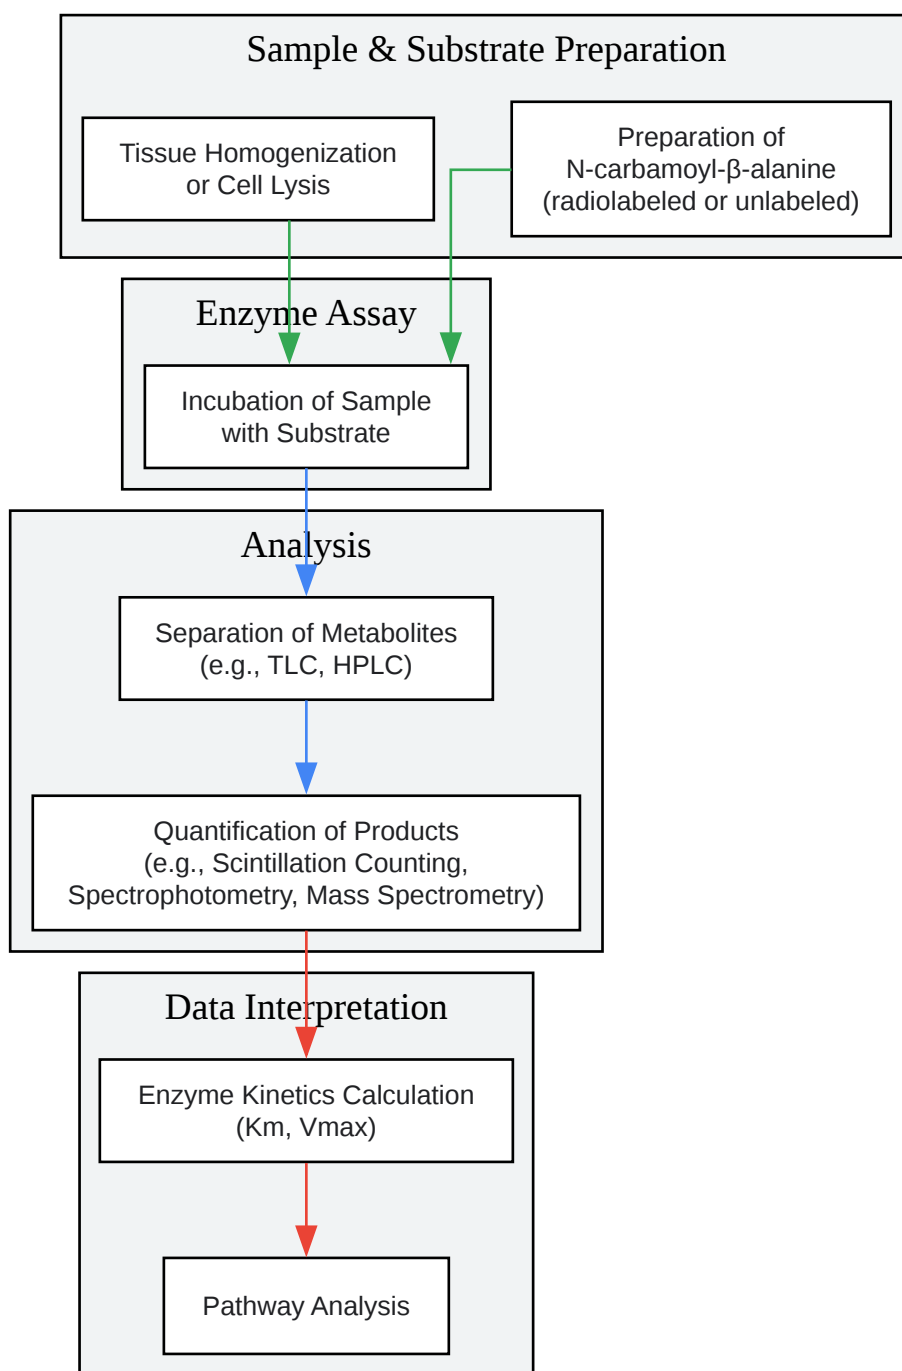 Sample & Substrate Preparation
Tissue Homogenization
or Cell Lysis
Preparation of
N-carbamoyl-β-alanine
(radiolabeled or unlabeled)
Enzyme Assay
Incubation of Sample
with Substrate
Analysis
Separation of Metabolites
(e.g., TLC, HPLC)
Quantification of Products
(e.g., Scintillation Counting,
Spectrophotometry, Mass Spectrometry)
Data Interpretation
Enzyme Kinetics Calculation
(Km, Vmax)
Pathway Analysis